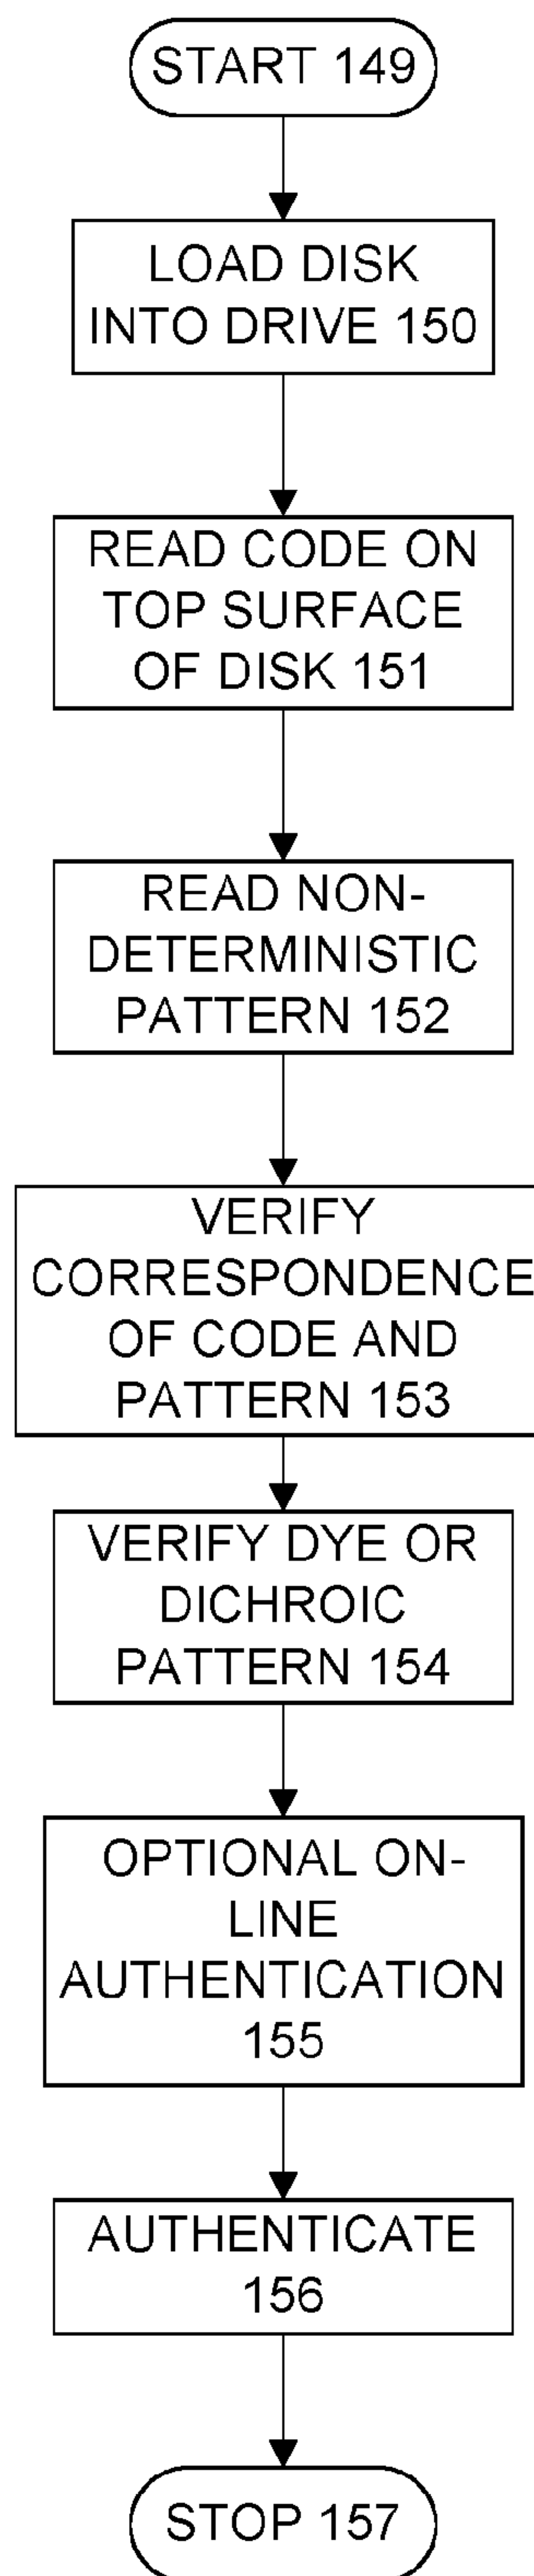 START 149
LOAD DISK
INTO DRIVE 150
READ CODE ON
TOP SURFACE
OF DISK 151
READ NON-
DETERMINISTIC
PATTERN 152
VERIFY
CORRESPONDENCE
OF CODE AND
PATTERN 153
VERIFY DYE OR
DICHROIC
PATTERN 154
OPTIONAL ON-
LINE
AUTHENTICATION
155
AUTHENTICATE
156
STOP 157